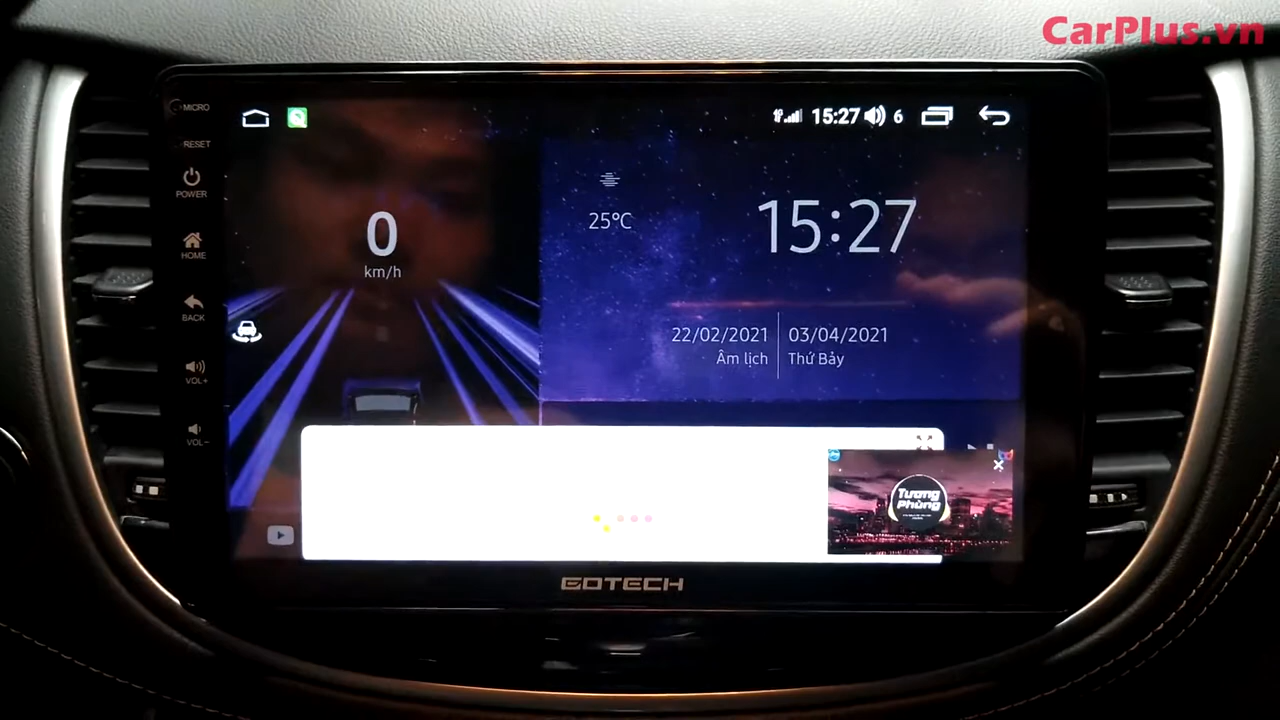 CarPlus.vn
MICRO
RESET
POWER
HOME
BACK
VOL+
VOL-
15:27 6
0
km/h
25°C
15:27
22/02/2021
Âm lịch
03/04/2021
Thứ Bảy
Tương
Phùng
GOTECH